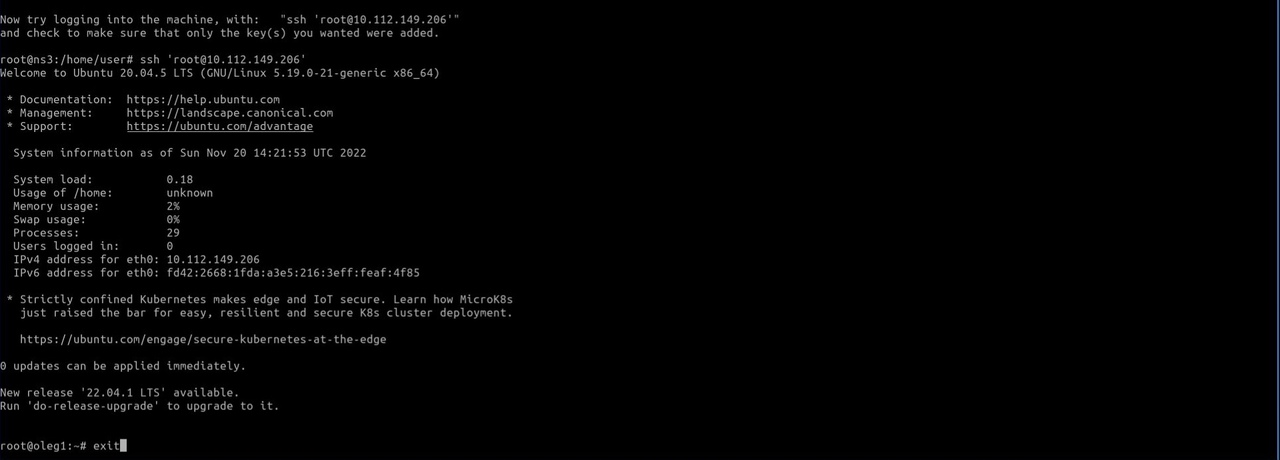 Now try logging into the machine, with:   "ssh 'root@10.112.149.206'"
and check to make sure that only the key(s) you wanted were added.
root@ns3:/home/user# ssh 'root@10.112.149.206'
Welcome to Ubuntu 20.04.5 LTS (GNU/Linux 5.19.0-21-generic x86_64)
* Documentation:  https://help.ubuntu.com
* Management:     https://landscape.canonical.com
* Support:        https://ubuntu.com/advantage
System information as of Sun Nov 20 14:21:53 UTC 2022
System load:           0.18
Usage of /home:        unknown
Memory usage:          2%
Swap usage:            0%
Processes:             29
Users logged in:       0
IPv4 address for eth0: 10.112.149.206
IPv6 address for eth0: fd42:2668:1fda:a3e5:216:3eff:feaf:4f85
* Strictly confined Kubernetes makes edge and IoT secure. Learn how MicroK8s
just raised the bar for easy, resilient and secure K8s cluster deployment.
https://ubuntu.com/engage/secure-kubernetes-at-the-edge
0 updates can be applied immediately.
New release '22.04.1 LTS' available.
Run 'do-release-upgrade' to upgrade to it.
root@oleg1:~# exit